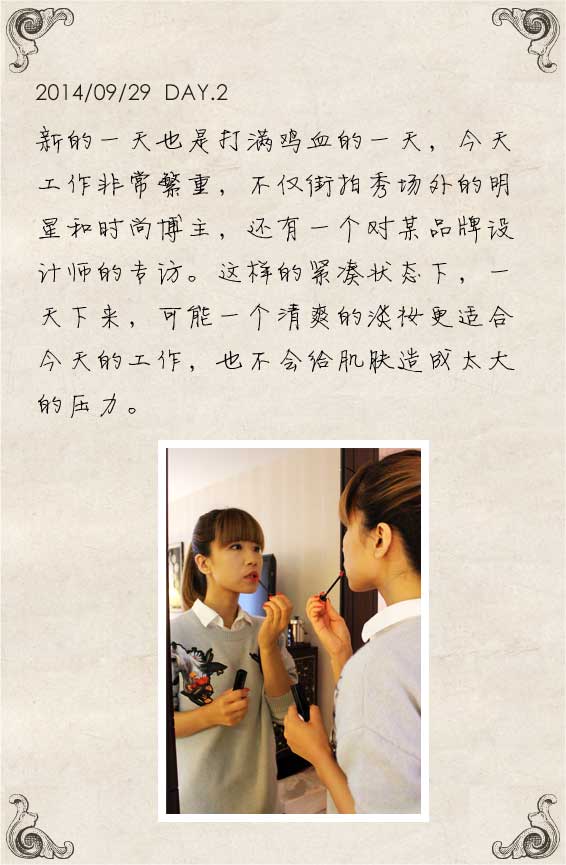 2014/09/29 DAY.2
新的一天也是打满鸡血的一天，今天
工作非常繁重，不仅街拍秀场外的明
星和时尚博主，还有一个对某品牌设
计师的专访。这样的紧凑状态下，一
天下来，可能一个清爽的淡妆更适合
今天的工作，也不会给肌肤造成太大
的压力。